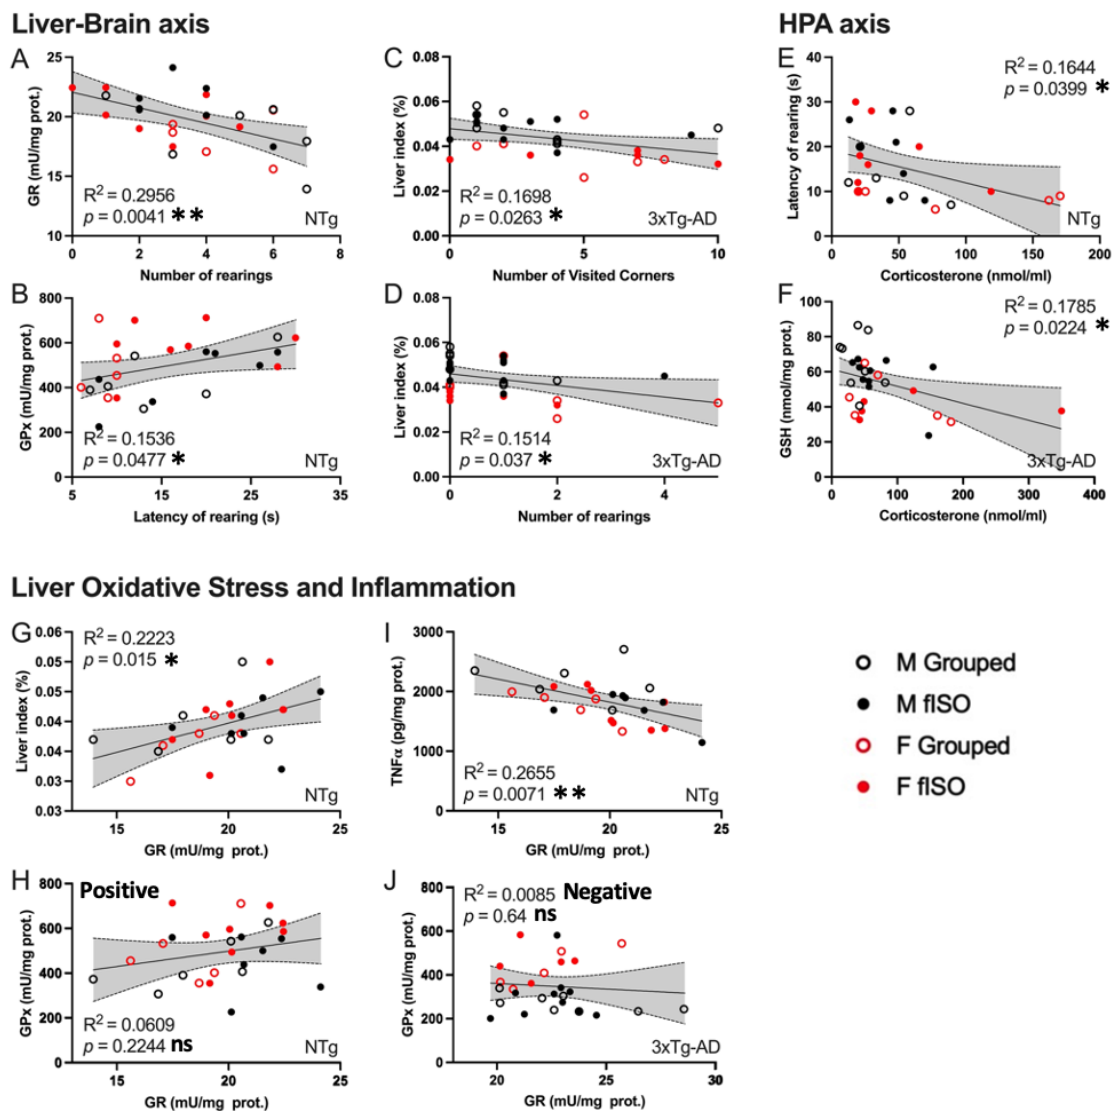 Liver-Brain axis
HPA axis
A
25
20
15
10
GR (mU/mg prot.)
R² = 0.2956
p = 0.0041 ✱✱
NTg
0 2 4 6 8
Number of rearings
C
0.08
0.06
0.04
0.02
0.00
Liver index (%)
R² = 0.1698
p = 0.0263 ✱
3xTg-AD
0 5 10
Number of Visited Corners
E
40
30
20
10
0
Latency of rearing (s)
R² = 0.1644
p = 0.0399 ✱
NTg
0 50 100 150 200
Corticosterone (nmol/ml)
B
800
600
400
200
0
GPx (mU/mg prot.)
R² = 0.1536
p = 0.0477 ✱
NTg
5 15 25 35
Latency of rearing (s)
D
0.08
0.06
0.04
0.02
0.00
Liver index (%)
R² = 0.1514
p = 0.037 ✱
3xTg-AD
0 2 4
Number of rearings
F
100
80
60
40
20
0
GSH (nmol/mg prot.)
R² = 0.1785
p = 0.0224 ✱
3xTg-AD
0 100 200 300 400
Corticosterone (nmol/ml)
Liver Oxidative Stress and Inflammation
G
0.06
0.05
0.05
0.04
0.04
0.03
0.03
Liver index (%)
R² = 0.2223
p = 0.015 ✱
NTg
15 20 25
GR (mU/mg prot.)
I
3000
2000
1000
0
TNFα (pg/mg prot.)
R² = 0.2655
p = 0.0071 ✱✱
NTg
15 20 25
GR (mU/mg prot.)
M Grouped
M fISO
F Grouped
F fISO
H
Positive
800
600
400
200
0
GPx (mU/mg prot.)
R² = 0.0609
p = 0.2244 ns
NTg
15 20 25
GR (mU/mg prot.)
J
800
600
400
200
0
GPx (mU/mg prot.)
R² = 0.0085 Negative
p = 0.64 ns
3xTg-AD
20 25 30
GR (mU/mg prot.)